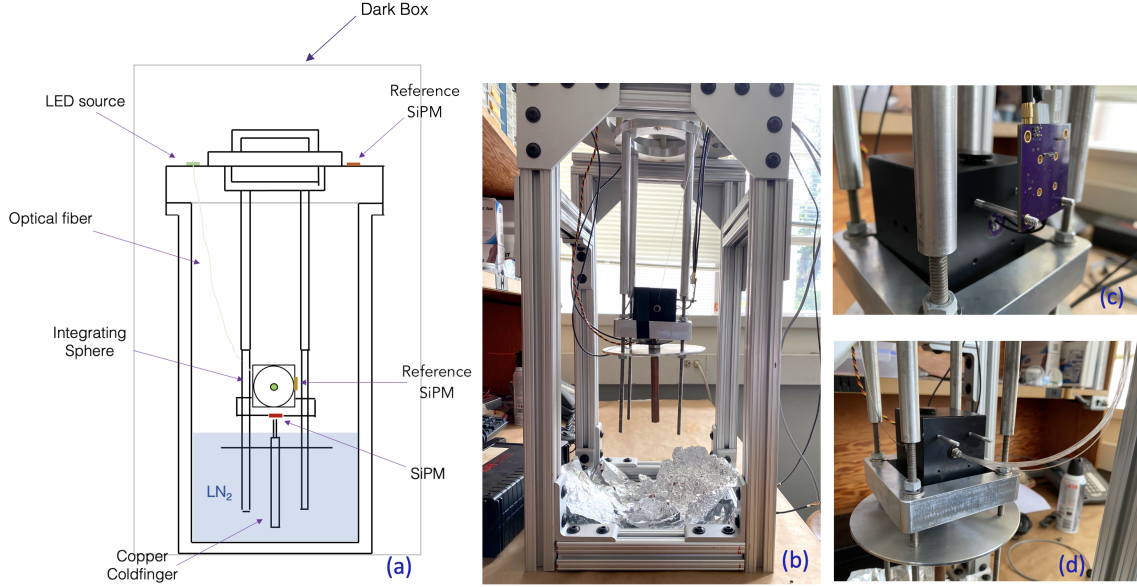 Dark Box
LED source
Reference
SiPM
Optical fiber
Integrating
Sphere
Reference
SiPM
SiPM
LN₂
Copper
Coldfinger
(a)
(b)
(c)
(d)